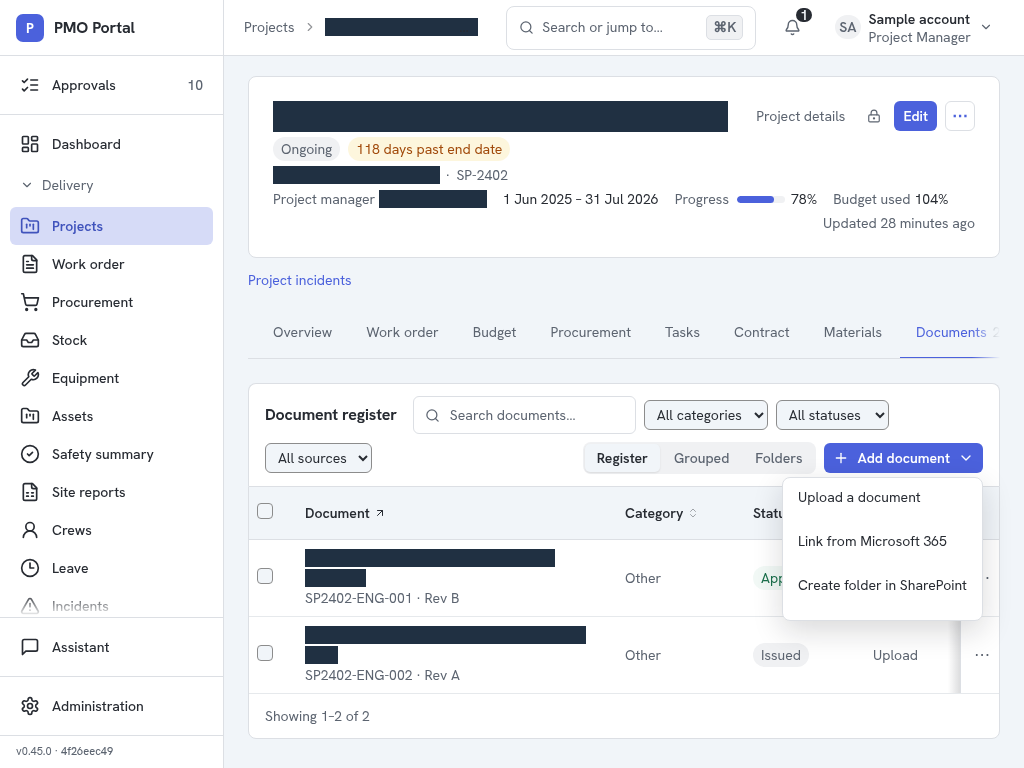 P PMO Portal
Projects
Search or jump to... ⌘K
1
SA Sample account
Project Manager
Approvals 10
Dashboard
Delivery
Projects
Work order
Procurement
Stock
Equipment
Assets
Safety summary
Site reports
Crews
Leave
Incidents
Assistant
Administration
v0.45.0 · 4f26eec49
Project details Edit
Ongoing 118 days past end date
· SP-2402
Project manager 1 Jun 2025 – 31 Jul 2026 Progress 78% Budget used 104%
Updated 28 minutes ago
Project incidents
Overview Work order Budget Procurement Tasks Contract Materials Documents 2
Document register Search documents... All categories All statuses
All sources Register Grouped Folders + Add document
Upload a document
Link from Microsoft 365
Create folder in SharePoint
Document Category Statu
Other App
SP2402-ENG-001 · Rev B
Other Issued Upload
SP2402-ENG-002 · Rev A
Showing 1–2 of 2